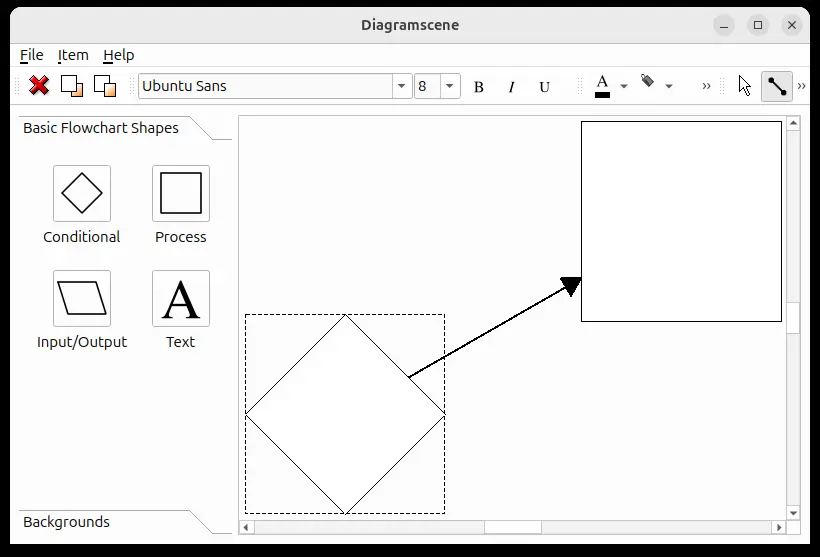 Diagramscene
File Item Help
Ubuntu Sans 8 B I U A
Basic Flowchart Shapes
Conditional Process
A
Input/Output Text
Backgrounds